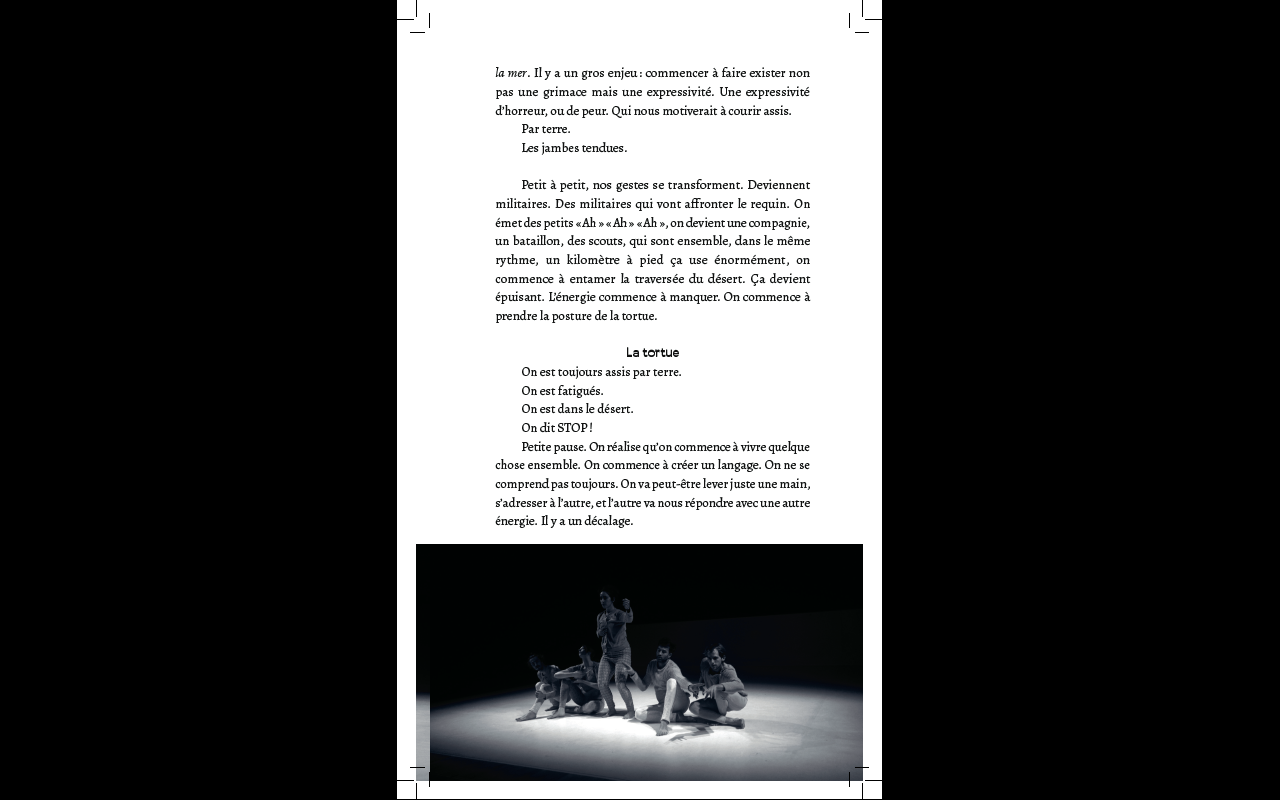 la mer. Il y a un gros enjeu : commencer à faire exister non
pas une grimace mais une expressivité. Une expressivité
d'horreur, ou de peur. Qui nous motiverait à courir assis.
Par terre.
Les jambes tendues.
Petit à petit, nos gestes se transforment. Deviennent
militaires. Des militaires qui vont affronter le requin. On
émet des petits « Ah » « Ah » « Ah », on devient une compagnie,
un bataillon, des scouts, qui sont ensemble, dans le même
rythme, un kilomètre à pied ça use énormément, on
commence à entamer la traversée du désert. Ça devient
épuisant. L'énergie commence à manquer. On commence à
prendre la posture de la tortue.
La tortue
On est toujours assis par terre.
On est fatigués.
On est dans le désert.
On dit STOP !
Petite pause. On réalise qu'on commence à vivre quelque
chose ensemble. On commence à créer un langage. On ne se
comprend pas toujours. On va peut-être lever juste une main,
s'adresser à l'autre, et l'autre va nous répondre avec une autre
énergie. Il y a un décalage.